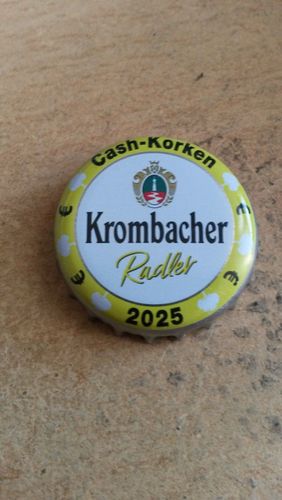 Cash-Korken
Krombacher
Radler
€
€
€
€
2025